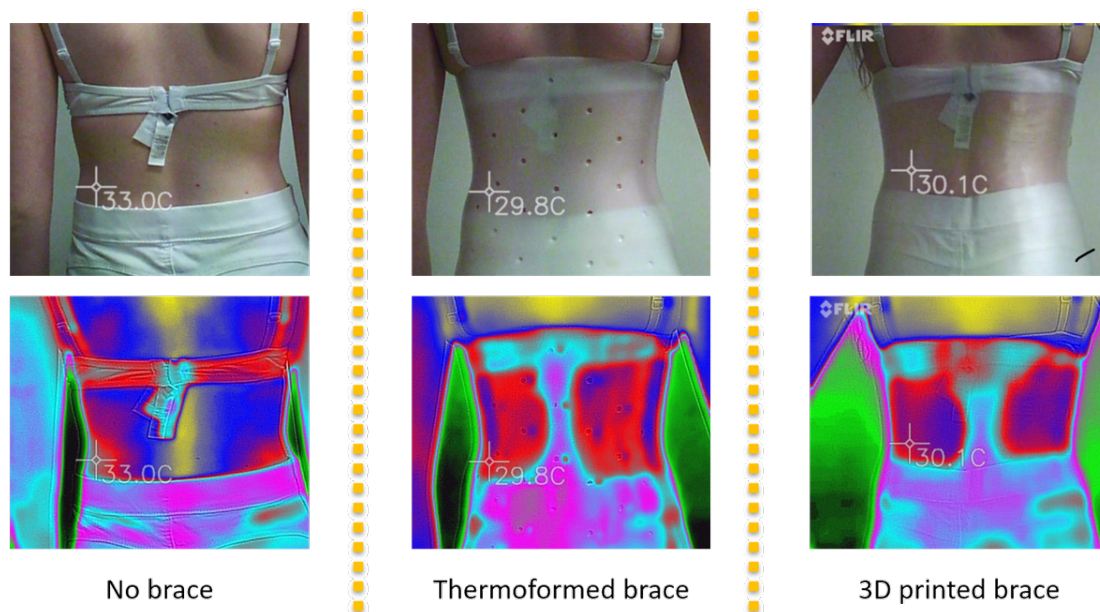 33.0C
29.8C
FLIR
30.1C
33.0C
29.8C
FLIR
30.1C
No brace
Thermoformed brace
3D printed brace